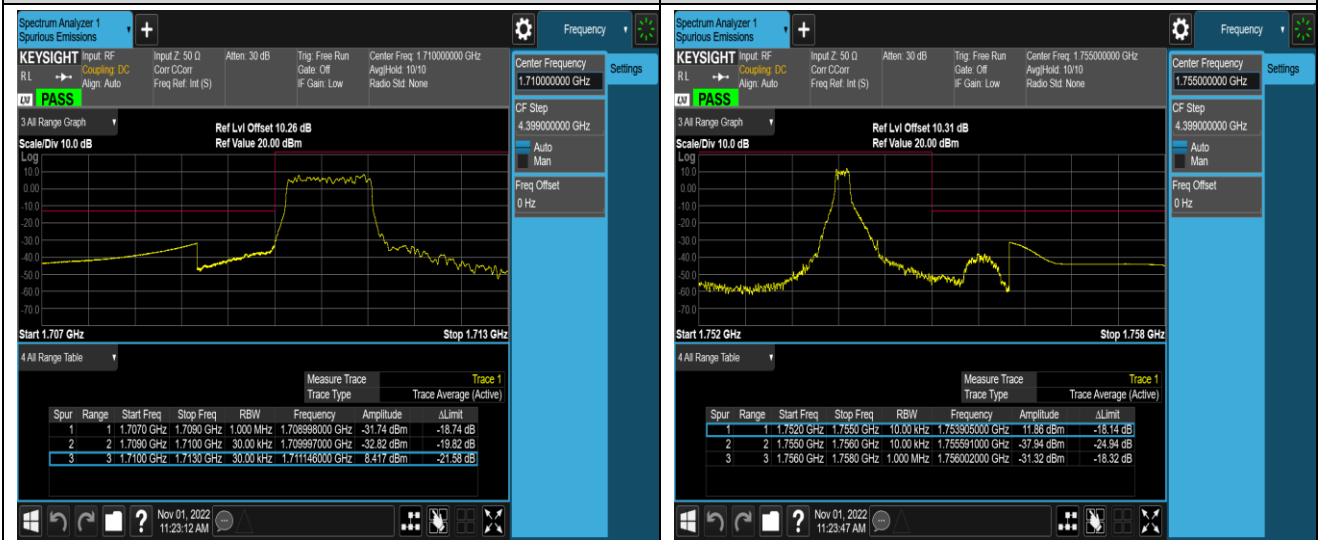 Spectrum Analyzer 1
Spurious Emissions
Frequency
KEYSIGHT Input: RF Input Z: 50 Ω Atten: 30 dB Trig: Free Run Center Freq: 1.710000000 GHz
Coupling: DC Corr CCorr Gate: Off Avg|Hold: 10/10
R L Align: Auto Freq Ref: Int (S) IF Gain: Low Radio Std: None
LXI PASS
Center Frequency
1.710000000 GHz
Settings
CF Step
4.399000000 GHz
Auto
Man
Freq Offset
0 Hz
3 All Range Graph
Ref Lvl Offset 10.26 dB
Scale/Div 10.0 dB Ref Value 20.00 dBm
Log
10.0
0.00
-10.0
-20.0
-30.0
-40.0
-50.0
-60.0
-70.0
Start 1.707 GHz Stop 1.713 GHz
4 All Range Table
Measure Trace Trace 1
Trace Type Trace Average (Active)
Spur Range Start Freq Stop Freq RBW Frequency Amplitude ΔLimit
1 1 1.7070 GHz 1.7090 GHz 1.000 MHz 1.708998000 GHz -31.74 dBm -18.74 dB
2 2 1.7090 GHz 1.7100 GHz 30.00 kHz 1.709997000 GHz -32.82 dBm -19.82 dB
3 3 1.7100 GHz 1.7130 GHz 30.00 kHz 1.711146000 GHz 8.417 dBm -21.58 dB
Nov 01, 2022
11:23:12 AM
Spectrum Analyzer 1
Spurious Emissions
Frequency
KEYSIGHT Input: RF Input Z: 50 Ω Atten: 30 dB Trig: Free Run Center Freq: 1.755000000 GHz
Coupling: DC Corr CCorr Gate: Off Avg|Hold: 10/10
R L Align: Auto Freq Ref: Int (S) IF Gain: Low Radio Std: None
LXI PASS
Center Frequency
1.755000000 GHz
Settings
CF Step
4.399000000 GHz
Auto
Man
Freq Offset
0 Hz
3 All Range Graph
Ref Lvl Offset 10.31 dB
Scale/Div 10.0 dB Ref Value 20.00 dBm
Log
10.0
0.00
-10.0
-20.0
-30.0
-40.0
-50.0
-60.0
-70.0
Start 1.752 GHz Stop 1.758 GHz
4 All Range Table
Measure Trace Trace 1
Trace Type Trace Average (Active)
Spur Range Start Freq Stop Freq RBW Frequency Amplitude ΔLimit
1 1 1.7520 GHz 1.7550 GHz 10.00 kHz 1.753905000 GHz 11.86 dBm -18.14 dB
2 2 1.7550 GHz 1.7560 GHz 10.00 kHz 1.755591000 GHz -37.94 dBm -24.94 dB
3 3 1.7560 GHz 1.7580 GHz 1.000 MHz 1.756002000 GHz -31.32 dBm -18.32 dB
Nov 01, 2022
11:23:47 AM